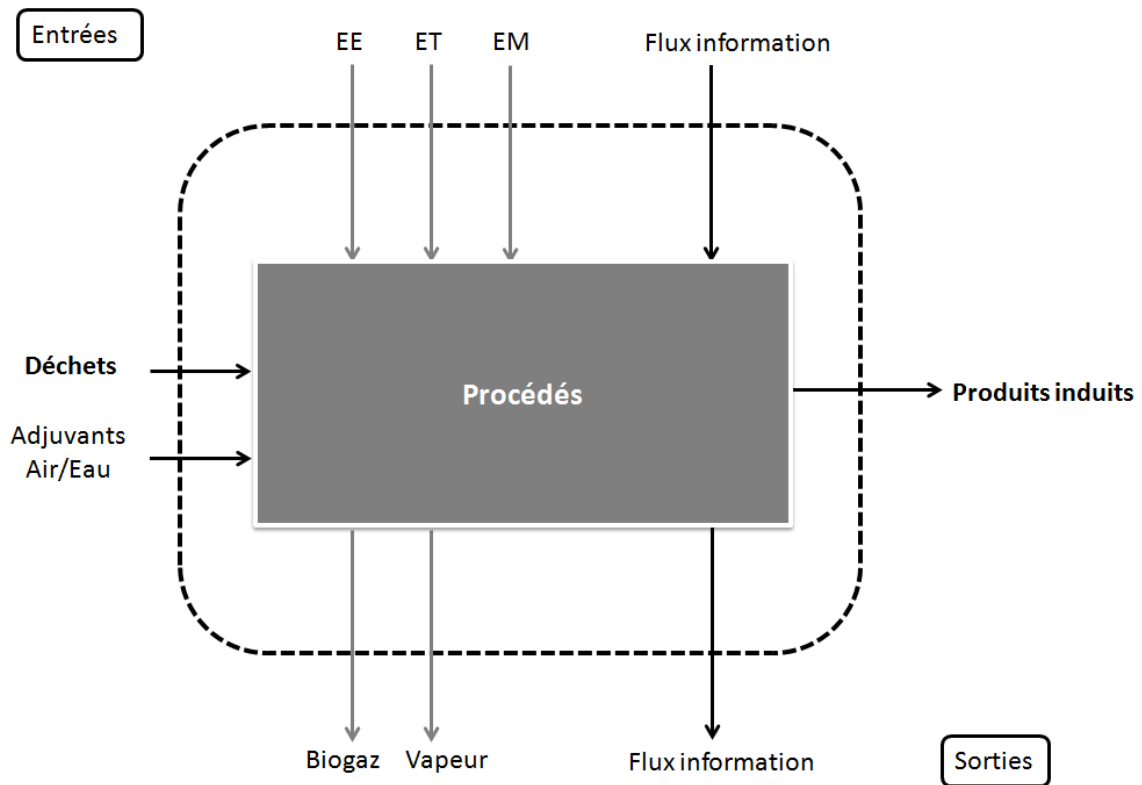 Entrées
EE ET EM Flux information
Déchets
Adjuvants
Air/Eau
Procédés
Produits induits
Biogaz Vapeur Flux information
Sorties